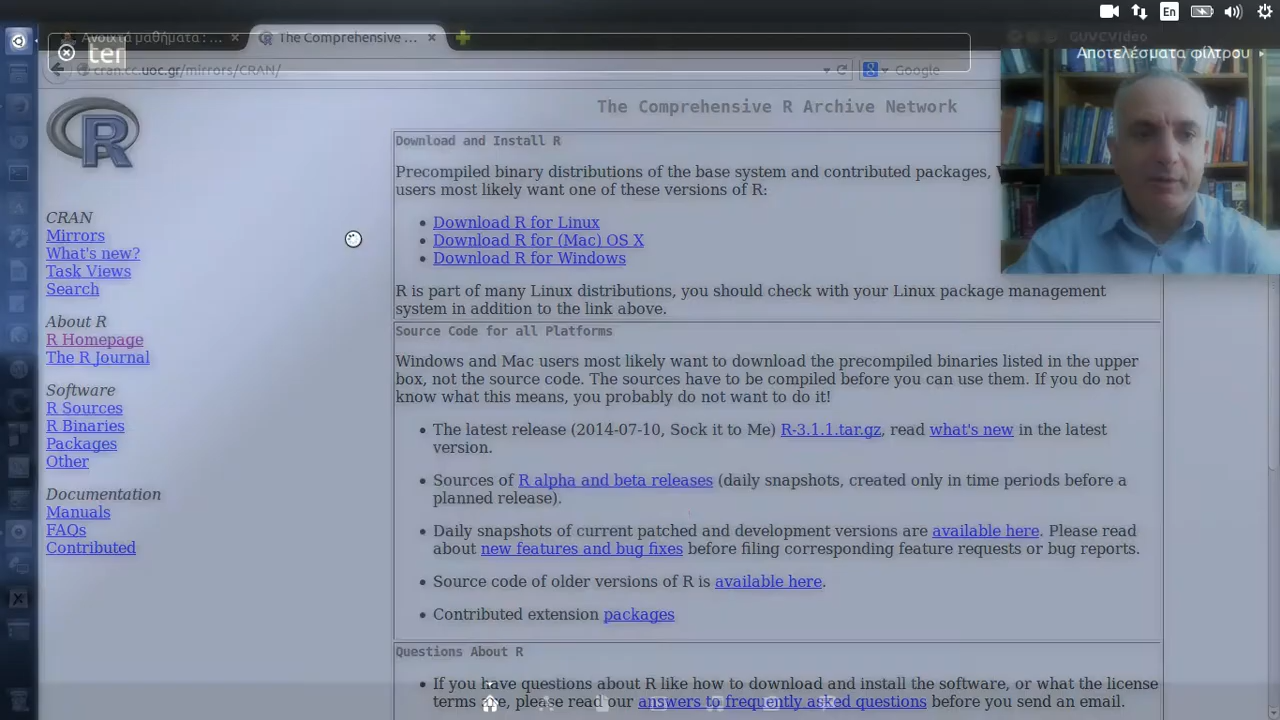 En
Ανοιχτά μαθήματα : ...
The Comprehensive ...
GUVCVideo
ter
Αποτελέσματα φίλτρου
cran.cc.uoc.gr/mirrors/CRAN/
Google
R
The Comprehensive R Archive Network
CRAN
Mirrors
What's new?
Task Views
Search
About R
R Homepage
The R Journal
Software
R Sources
R Binaries
Packages
Other
Documentation
Manuals
FAQs
Contributed
Download and Install R
Precompiled binary distributions of the base system and contributed packages,
users most likely want one of these versions of R:
• Download R for Linux
• Download R for (Mac) OS X
• Download R for Windows
R is part of many Linux distributions, you should check with your Linux package management
system in addition to the link above.
Source Code for all Platforms
Windows and Mac users most likely want to download the precompiled binaries listed in the upper
box, not the source code. The sources have to be compiled before you can use them. If you do not
know what this means, you probably do not want to do it!
• The latest release (2014-07-10, Sock it to Me) R-3.1.1.tar.gz, read what's new in the latest
version.
• Sources of R alpha and beta releases (daily snapshots, created only in time periods before a
planned release).
• Daily snapshots of current patched and development versions are available here. Please read
about new features and bug fixes before filing corresponding feature requests or bug reports.
• Source code of older versions of R is available here.
• Contributed extension packages
Questions About R
• If you have questions about R like how to download and install the software, or what the license
terms are, please read our answers to frequently asked questions before you send an email.